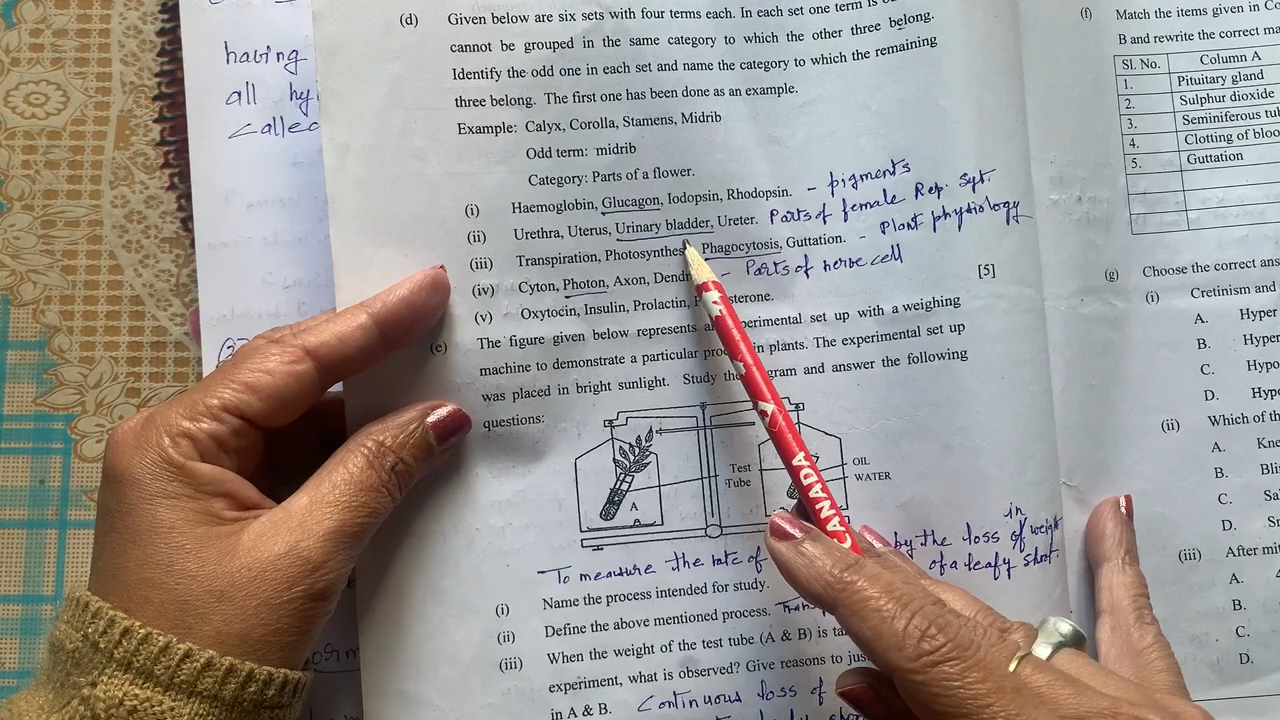 having
all hy
called
(d) Given below are six sets with four terms each. In each set one term is
cannot be grouped in the same category to which the other three belong.
Identify the odd one in each set and name the category to which the remaining
three belong. The first one has been done as an example.
Example: Calyx, Corolla, Stamens, Midrib
Odd term: midrib
Category: Parts of a flower.
(i) Haemoglobin, Glucagon, Iodopsin, Rhodopsin. - pigments
(ii) Urethra, Uterus, Urinary bladder, Ureter. Parts of female Rep. Syt.
(iii) Transpiration, Photosynthes Phagocytosis, Guttation. - Plant physiology
(iv) Cyton, Photon, Axon, Dendr - Parts of nerve cell
(v) Oxytocin, Insulin, Prolactin, P sterone. [5]
(e) The figure given below represents a perimental set up with a weighing
machine to demonstrate a particular pro in plants. The experimental set up
was placed in bright sunlight. Study the gram and answer the following
questions:
Test
Tube
OIL
WATER
A
To measure the rate of by the loss in of weigh
of a leafy shoot
(i) Name the process intended for study.
(ii) Define the above mentioned process. Tran
(iii) When the weight of the test tube (A & B) is ta
experiment, what is observed? Give reasons to jus
in A & B. Continuous loss of
CANADA
(f) Match the items given in Co
B and rewrite the correct ma
Sl. No. Column A
1. Pituitary gland
2. Sulphur dioxide
3. Seminiferous tu
4. Clotting of bloo
5. Guttation
(g) Choose the correct ans
(i) Cretinism and
A. Hyper
B. Hyper
C. Hypo
D. Hyp
(ii) Which of th
A. Kne
B. Bli
C. Sa
D. Sr
(iii) After mit
A.
B.
C.
D.